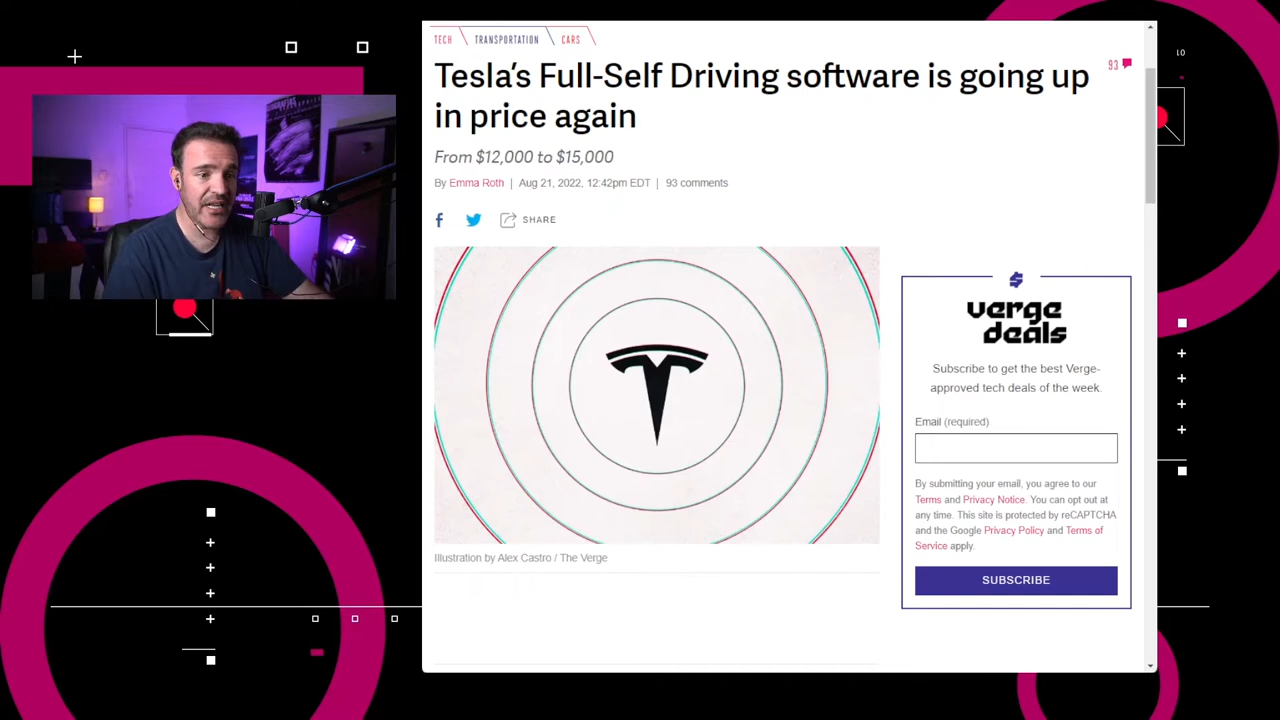 TECH TRANSPORTATION CARS
Tesla's Full-Self Driving software is going up
in price again
93
From $12,000 to $15,000
By Emma Roth | Aug 21, 2022, 12:42pm EDT | 93 comments
SHARE
verge
deals
Subscribe to get the best Verge-
approved tech deals of the week.
Email (required)
By submitting your email, you agree to our
Terms and Privacy Notice. You can opt out at
any time. This site is protected by reCAPTCHA
and the Google Privacy Policy and Terms of
Service apply.
SUBSCRIBE
Illustration by Alex Castro / The Verge
10